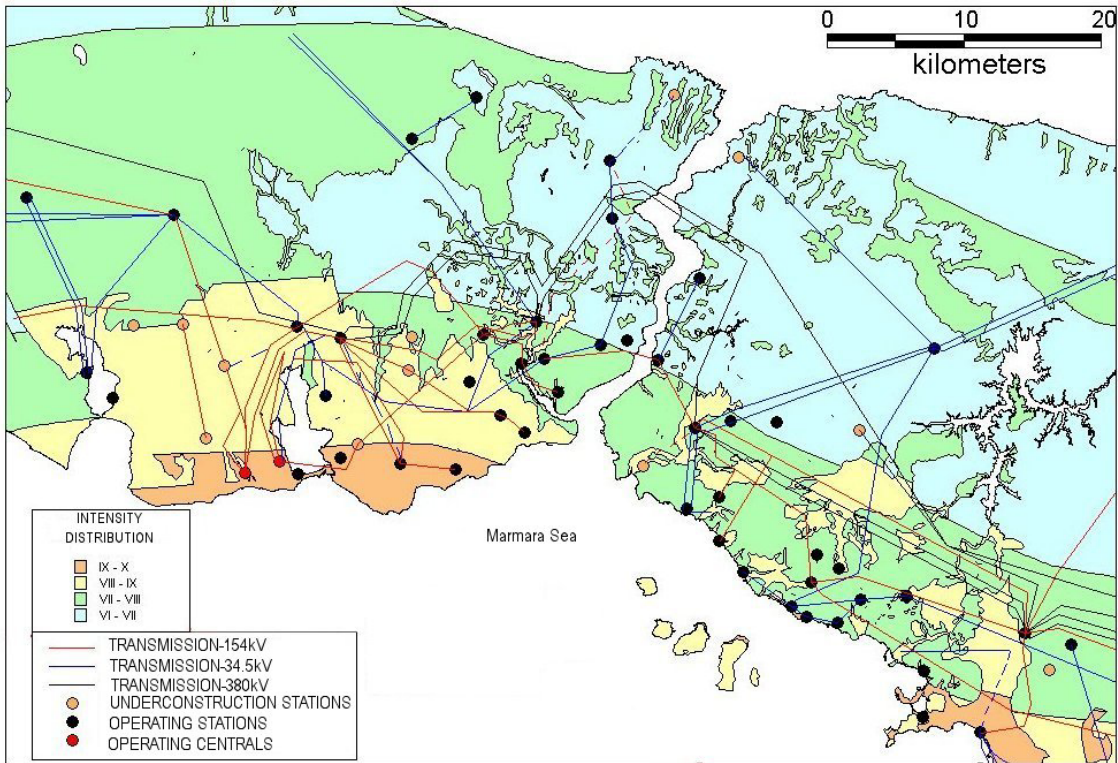 0 10 20
kilometers
Marmara Sea
INTENSITY
DISTRIBUTION
IX - X
VIII - IX
VII - VIII
VI - VII
TRANSMISSION-154kV
TRANSMISSION-34.5kV
TRANSMISSION-380kV
UNDERCONSTRUCTION STATIONS
OPERATING STATIONS
OPERATING CENTRALS